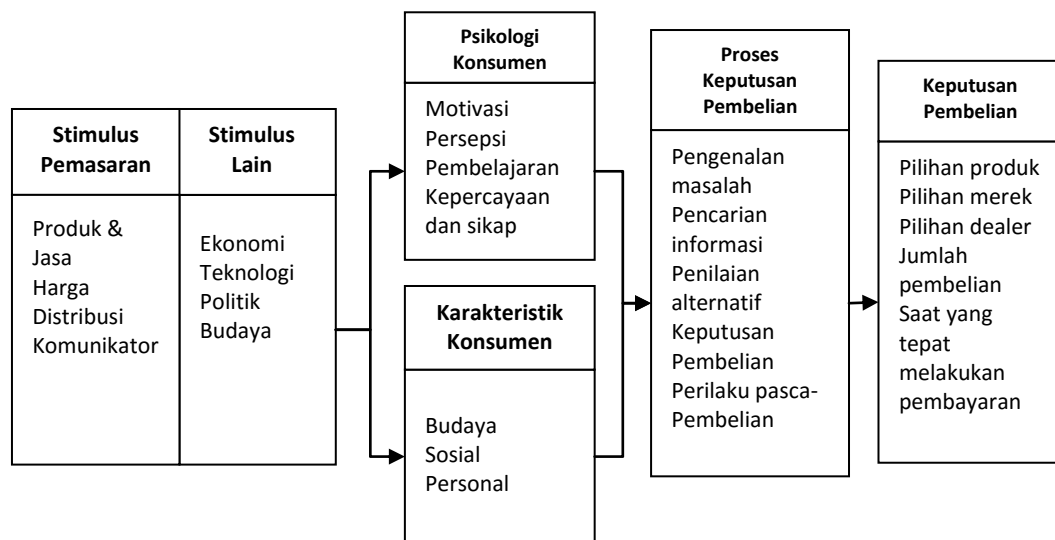 Stimulus
Pemasaran
Produk &
Jasa
Harga
Distribusi
Komunikator
Stimulus
Lain
Ekonomi
Teknologi
Politik
Budaya
Psikologi
Konsumen
Motivasi
Persepsi
Pembelajaran
Kepercayaan
dan sikap
Karakteristik
Konsumen
Budaya
Sosial
Personal
Proses
Keputusan
Pembelian
Pengenalan
masalah
Pencarian
informasi
Penilaian
alternatif
Keputusan
Pembelian
Perilaku pasca-
Pembelian
Keputusan
Pembelian
Pilihan produk
Pilihan merek
Pilihan dealer
Jumlah
pembelian
Saat yang
tepat
melakukan
pembayaran